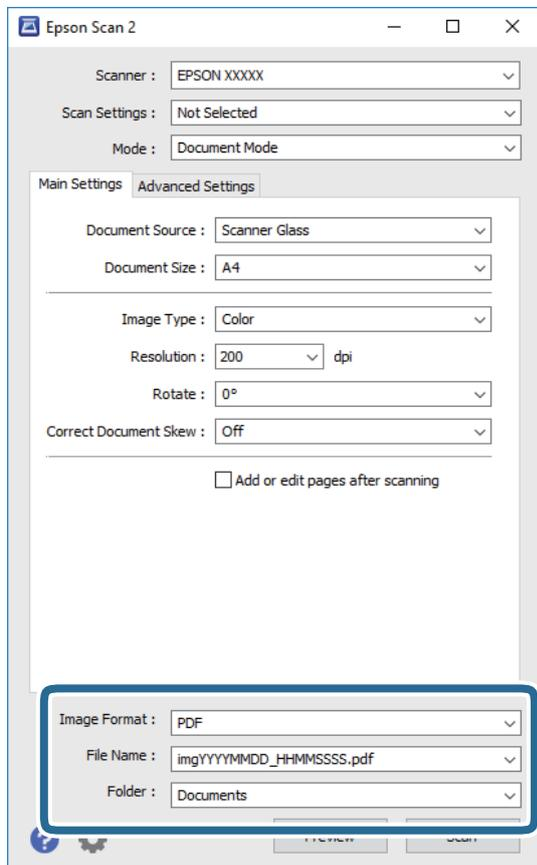 Epson Scan 2
Scanner : EPSON XXXXX
Scan Settings : Not Selected
Mode : Document Mode
Main Settings Advanced Settings
Document Source : Scanner Glass
Document Size : A4
Image Type : Color
Resolution : 200 dpi
Rotate : 0°
Correct Document Skew : Off
Add or edit pages after scanning
Image Format : PDF
File Name : imgYYYYMMDD_HHMMSSSS.pdf
Folder : Documents
? Preview Scan